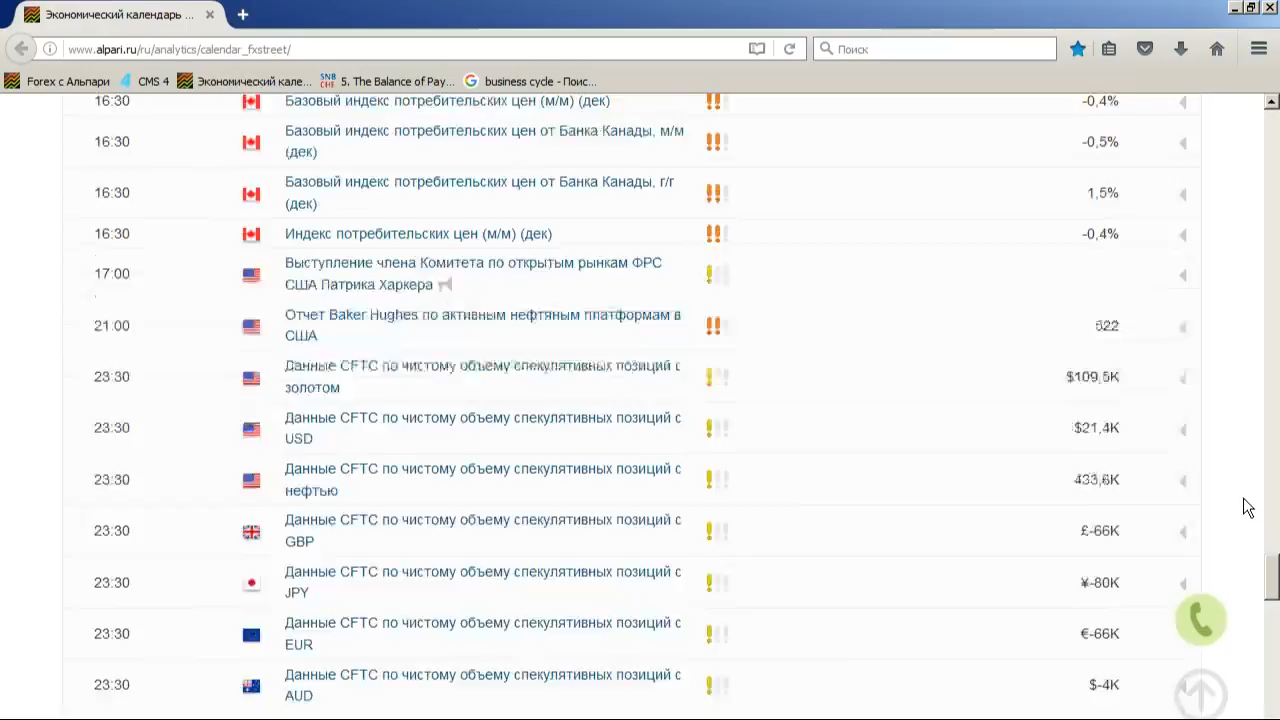 Экономический календарь ...
www.alpari.ru/ru/analytics/calendar_fxstreet/
Поиск
Forex с Альпари
CMS 4
Экономический кале...
SNB CHF
5. The Balance of Pay...
business cycle - Поис...
16:30 Базовый индекс потребительских цен (м/м) (дек) -0,4%
16:30 Базовый индекс потребительских цен от Банка Канады, м/м -0,5%
(дек)
16:30 Базовый индекс потребительских цен от Банка Канады, г/г 1,5%
(дек)
16:30 Индекс потребительских цен (м/м) (дек) -0,4%
17:00 Выступление члена Комитета по открытым рынкам ФРС
США Патрика Харкера
21:00 Отчет Baker Hughes по активным нефтяным платформам в
США
23:30 Данные CFTC по чистому объему спекулятивных позиций с
золотом
23:30 Данные CFTC по чистому объему спекулятивных позиций с $21,4K
USD
23:30 Данные CFTC по чистому объему спекулятивных позиций с
нефтью
23:30 Данные CFTC по чистому объему спекулятивных позиций с £-66K
GBP
23:30 Данные CFTC по чистому объему спекулятивных позиций с ¥-80K
JPY
23:30 Данные CFTC по чистому объему спекулятивных позиций с €-66K
EUR
23:30 Данные CFTC по чистому объему спекулятивных позиций с $-4K
AUD